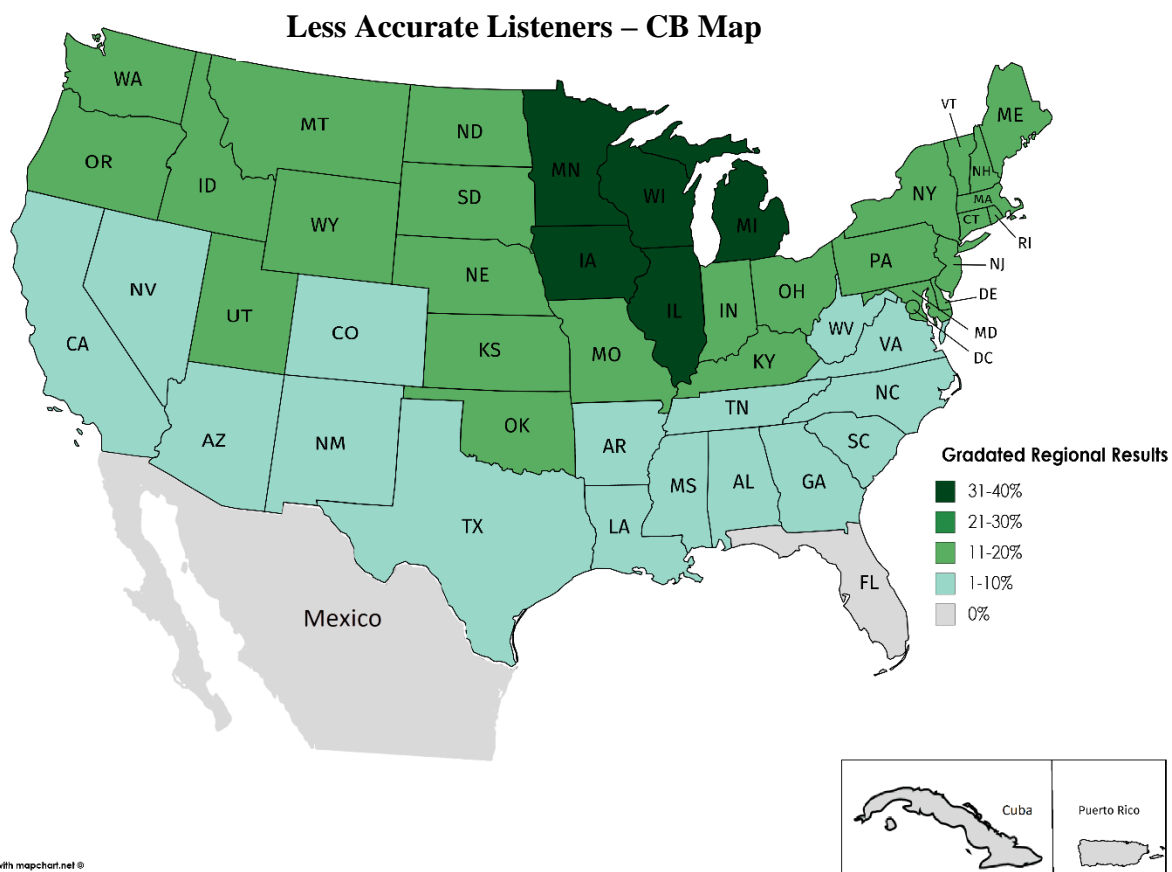 Less Accurate Listeners – CB Map
WA
MT
ND
MN
VT
ME
OR
ID
SD
WI
MI
NY
NH
MA
CT
RI
WY
NE
IA
PA
NJ
NV
UT
CO
IL
IN
OH
DE
MD
DC
CA
KS
MO
KY
WV
VA
AZ
NM
OK
AR
TN
NC
SC
TX
LA
MS
AL
GA
FL
Mexico
Gradated Regional Results
31-40%
21-30%
11-20%
1-10%
0%
Cuba
Puerto Rico
with mapchart.net ©